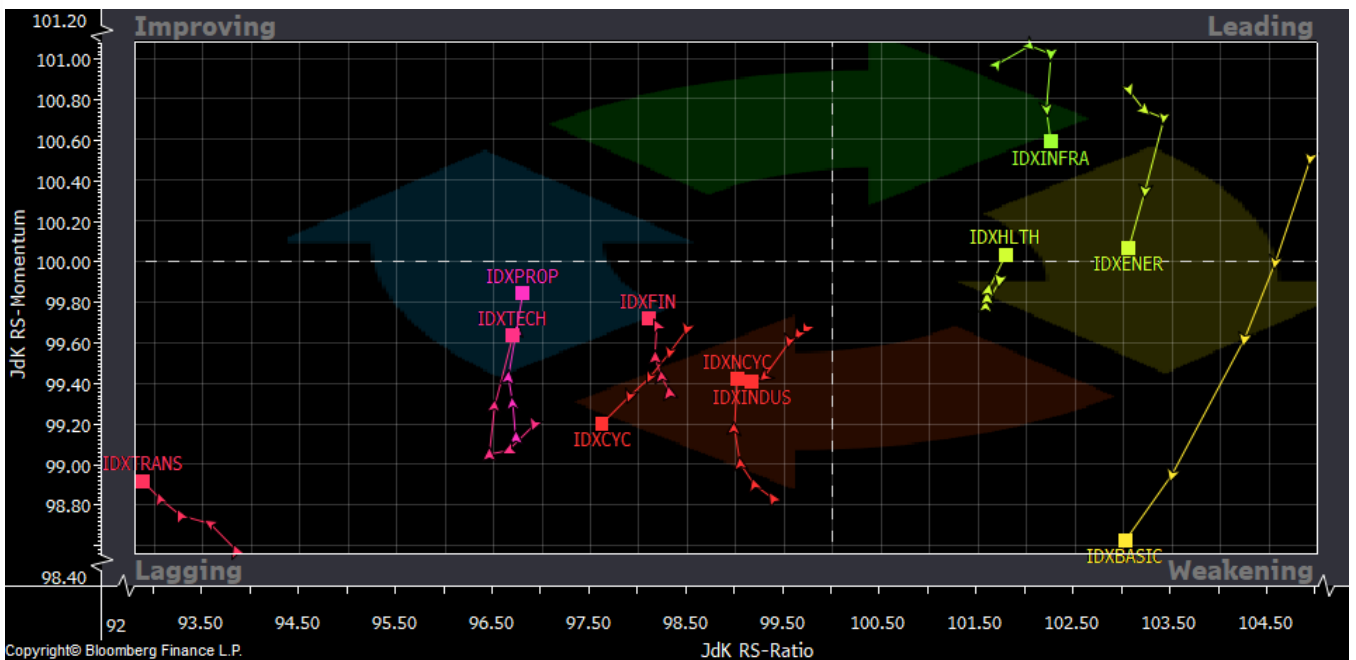 Improving
Leading
101.20
101.00
100.80
100.60
100.40
100.20
100.00
99.80
99.60
99.40
99.20
99.00
98.80
98.40
JdK RS-Momentum
IDXINFRA
IDXHLTH
IDXENER
IDXPROP
IDXFIN
IDXTECH
IDXNCYC
IDXINDUS
IDXCYC
IDXTRANS
IDXBASIC
Lagging
Weakening
92 93.50 94.50 95.50 96.50 97.50 98.50 99.50 100.50 101.50 102.50 103.50 104.50
Copyright© Bloomberg Finance L.P.
JdK RS-Ratio